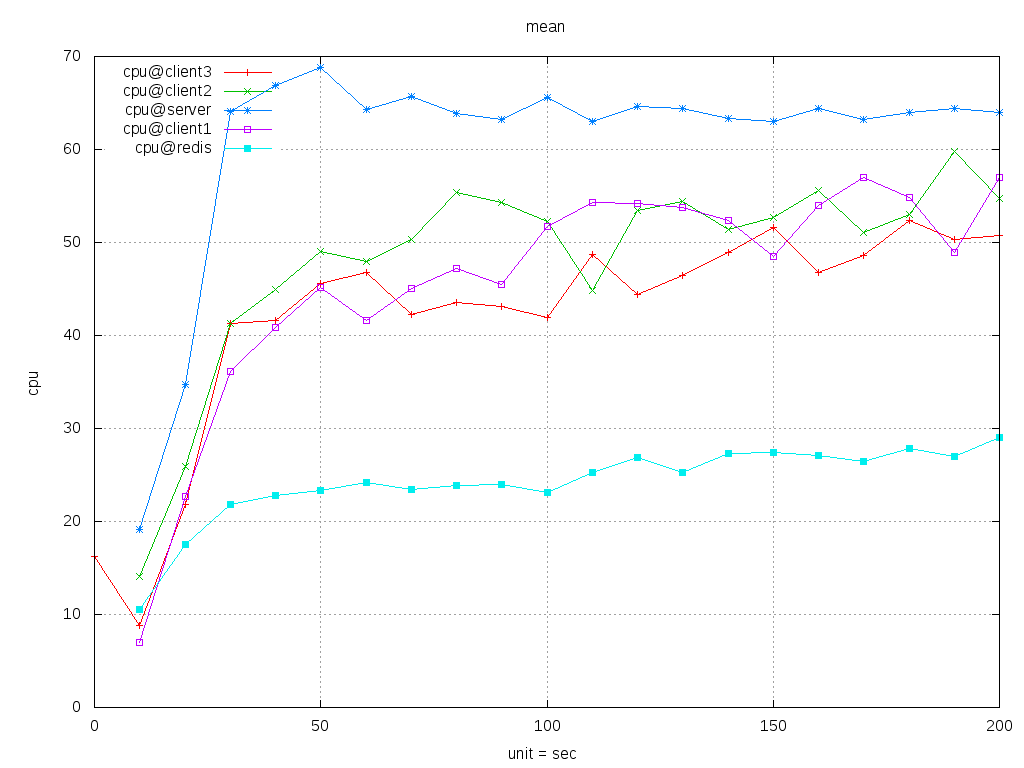 mean
70
60
50
40
30
20
10
0
cpu
cpu@client3
cpu@client2
cpu@server
cpu@client1
cpu@redis
0 50 100 150 200
unit = sec